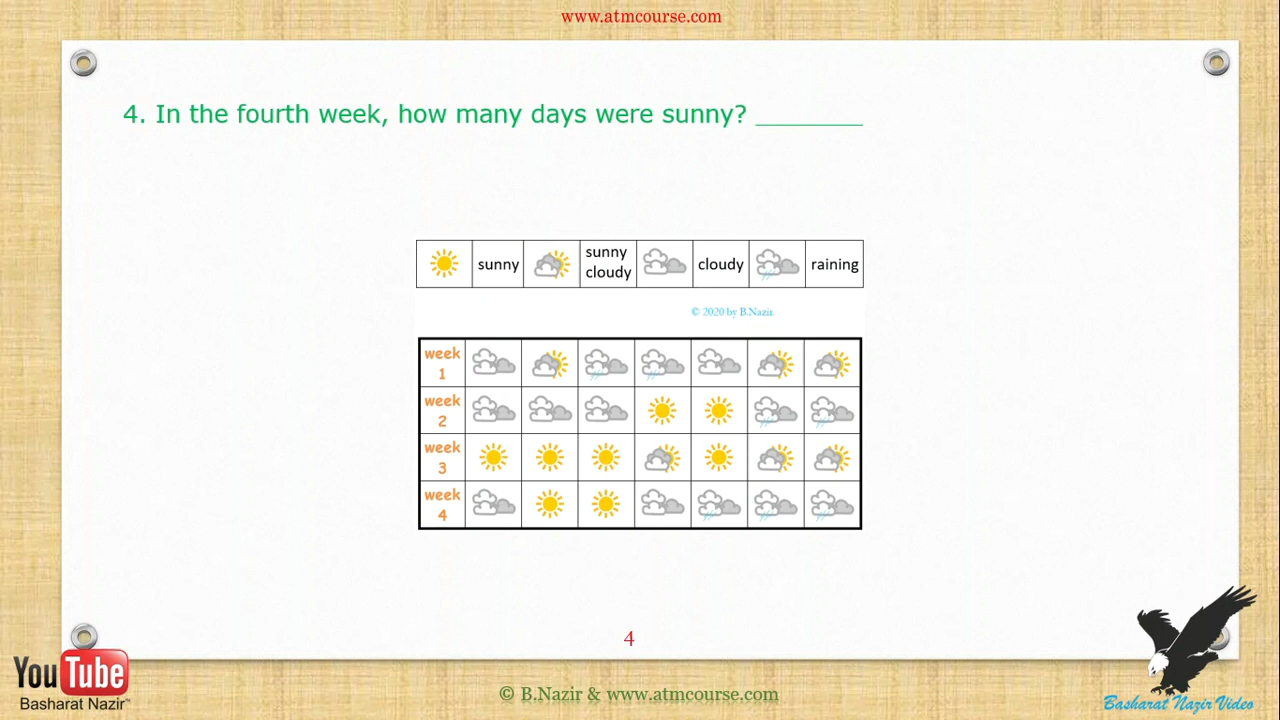 www.atmcourse.com
4. In the fourth week, how many days were sunny? ________
sunny
sunny
cloudy
cloudy
raining
© 2020 by B.Nazir.
week
1
week
2
week
3
week
4
4
YouTube
Basharat Nazir™
© B.Nazir & www.atmcourse.com
Basharat Nazir Video